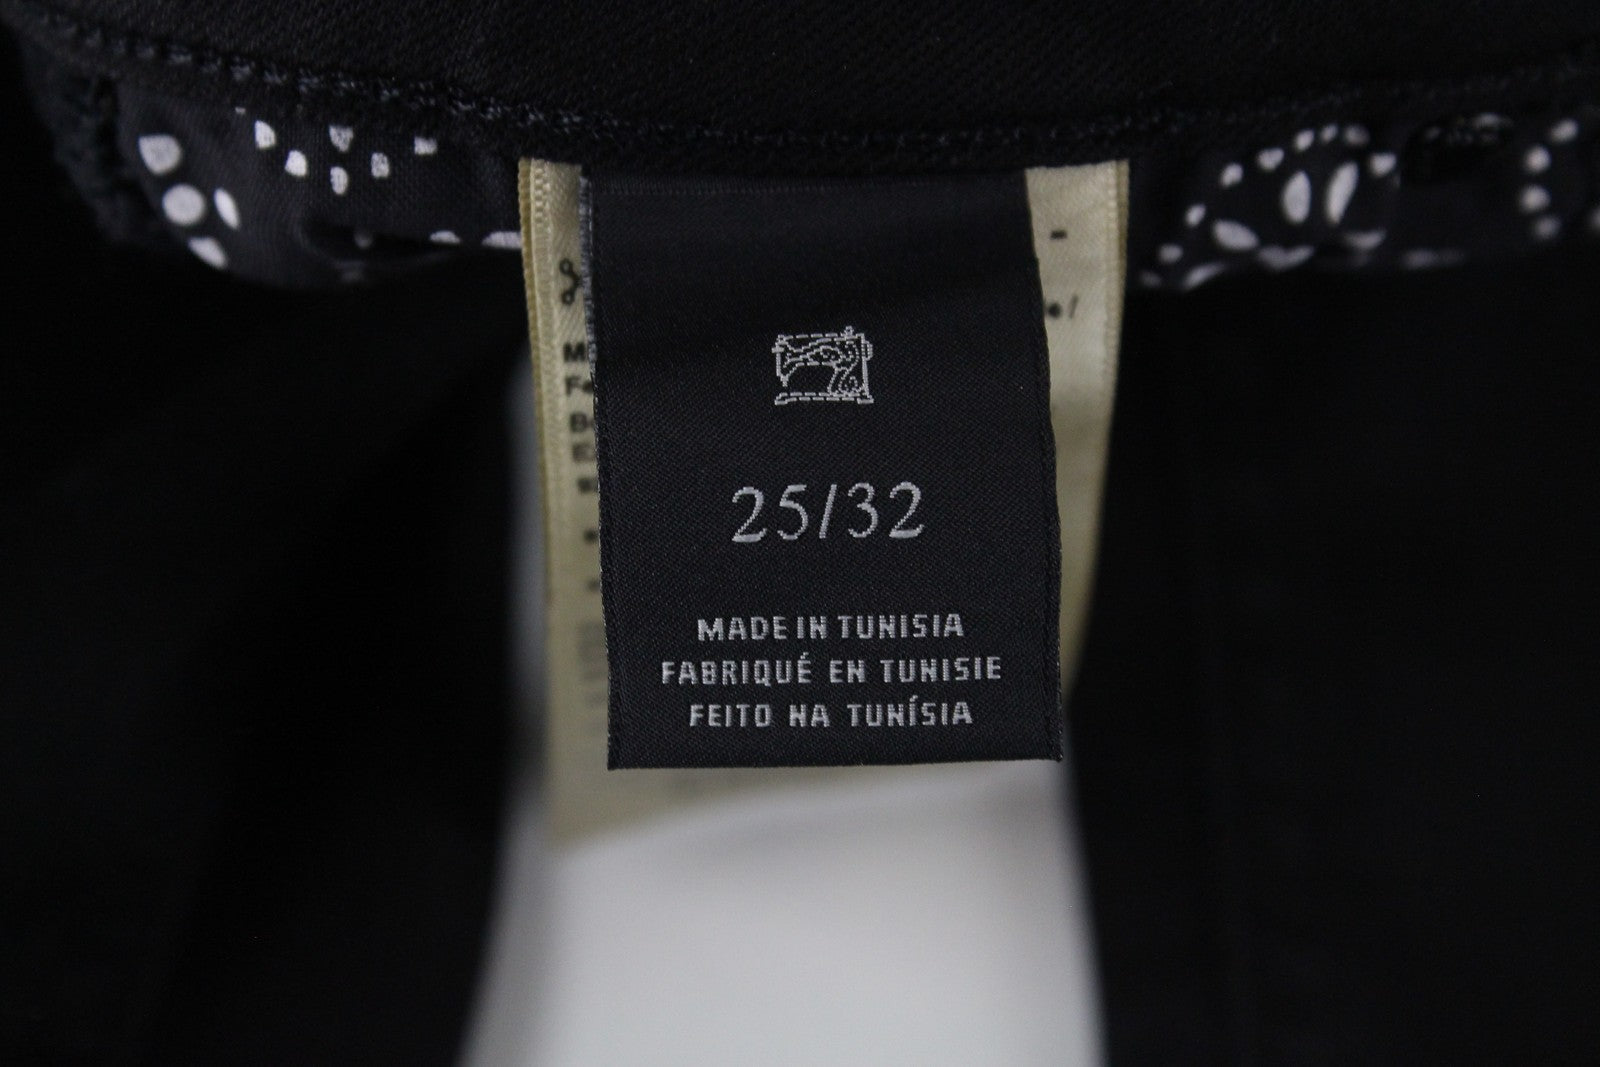 25/32
MADE IN TUNISIA
FABRIQUÉ EN TUNISIE
FEITO NA TUNÍSIA